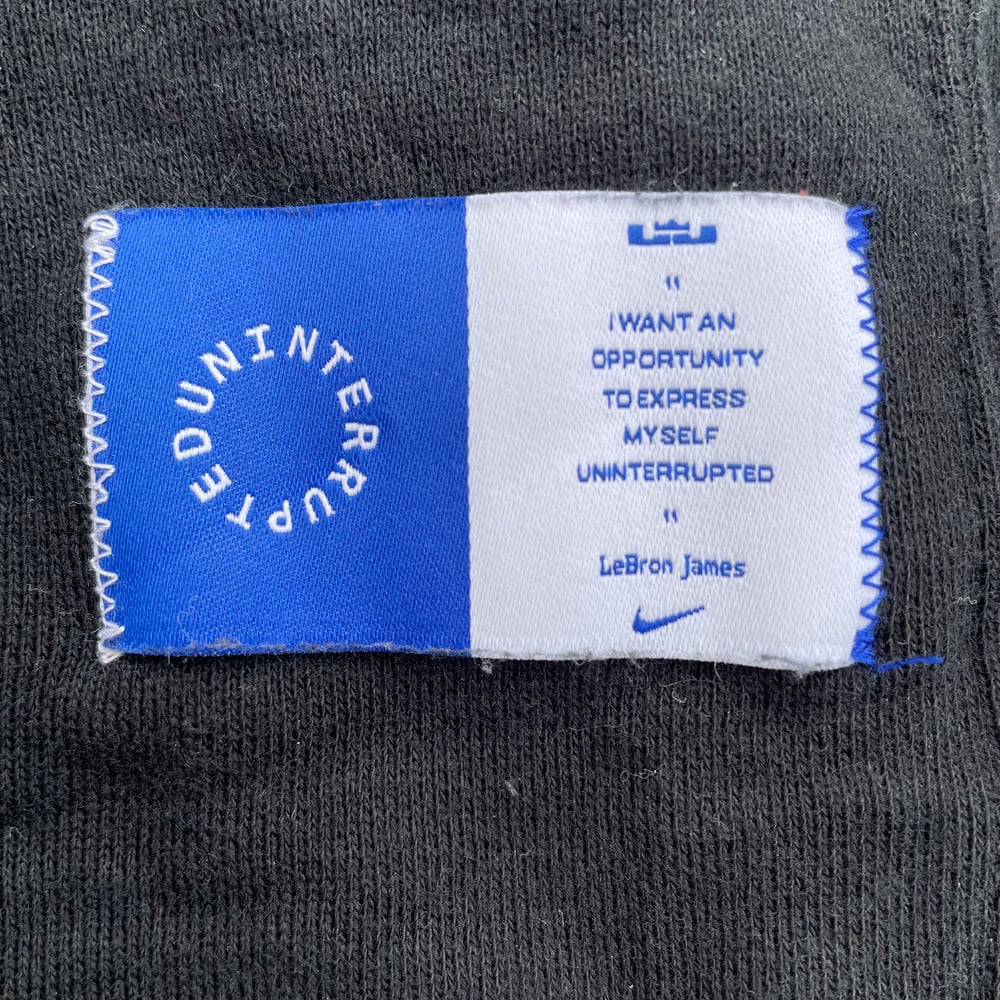 UNINTERRUPTED
"
I WANT AN
OPPORTUNITY
TO EXPRESS
MYSELF
UNINTERRUPTED
"
LeBron James